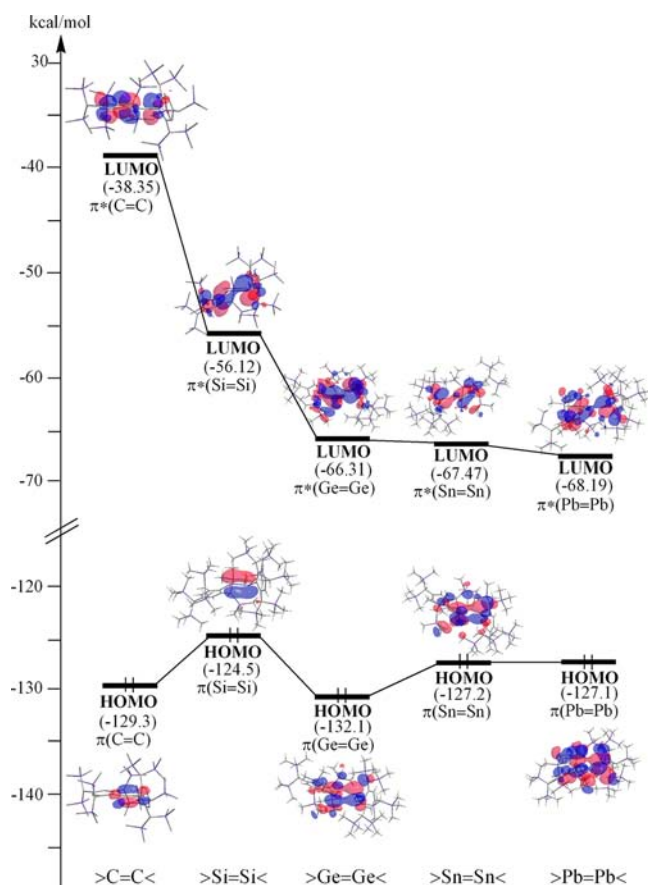 kcal/mol
30
LUMO
(-38.35)
π*(C=C)
-40
-50
LUMO
(-56.12)
π*(Si=Si)
-60
LUMO
(-66.31)
π*(Ge=Ge)
LUMO
(-67.47)
π*(Sn=Sn)
LUMO
(-68.19)
π*(Pb=Pb)
-70
-120
HOMO
(-124.5)
π(Si=Si)
HOMO
(-127.2)
π(Sn=Sn)
HOMO
(-127.1)
π(Pb=Pb)
-130
HOMO
(-129.3)
π(C=C)
HOMO
(-132.1)
π(Ge=Ge)
-140
>C=C< >Si=Si< >Ge=Ge< >Sn=Sn< >Pb=Pb<